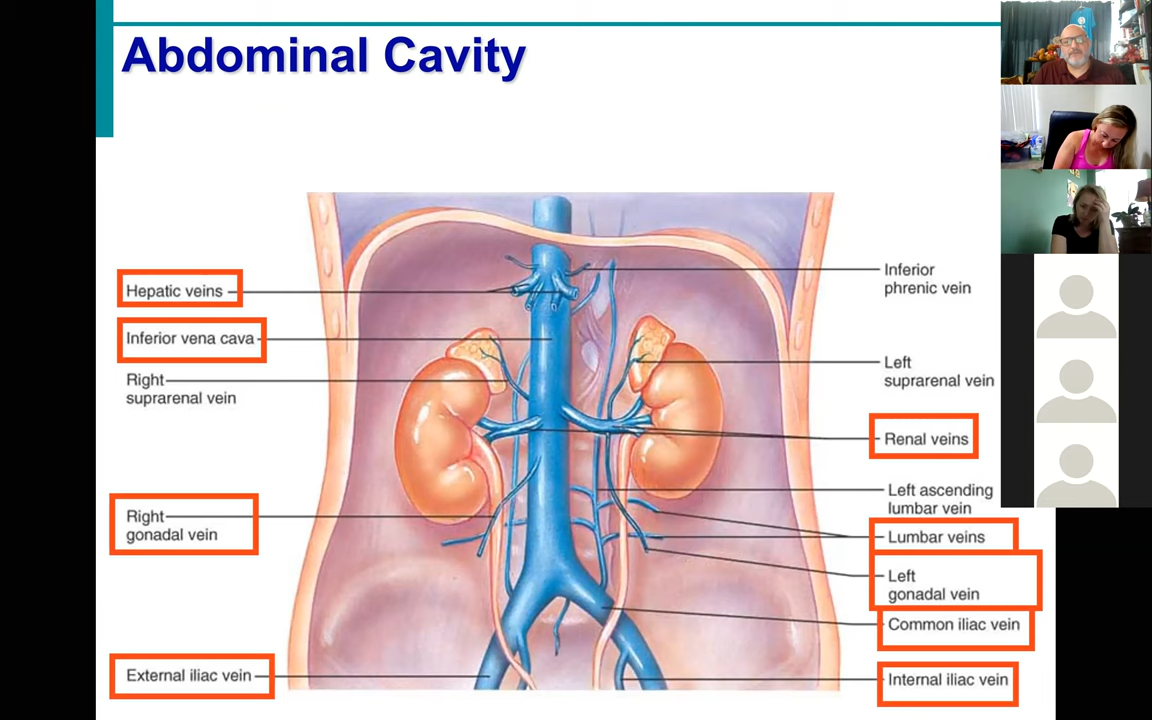 Abdominal Cavity
Hepatic veins
Inferior vena cava
Right
suprarenal vein
Right
gonadal vein
External iliac vein
Inferior
phrenic vein
Left
suprarenal vein
Renal veins
Left ascending
lumbar vein
Lumbar veins
Left
gonadal vein
Common iliac vein
Internal iliac vein